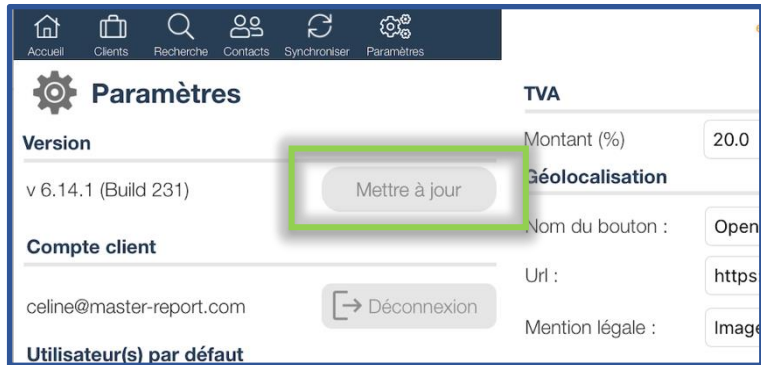 Accueil Clients Recherche Contacts Synchroniser Paramètres
Paramètres
Version
v 6.14.1 (Build 231)
Mettre à jour
Compte client
celine@master-report.com
Déconnexion
Utilisateur(s) par défaut
TVA
Montant (%)
20.0
Géolocalisation
Nom du bouton :
Open
Url :
https
Mention légale :
Image